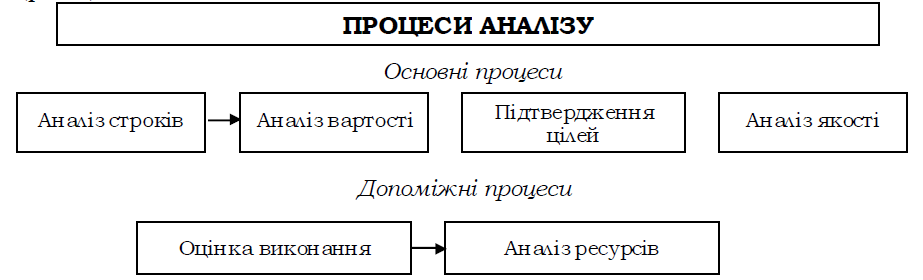 ПРОЦЕСИ АНАЛІЗУ
Основні процеси
Аналіз строків
Аналіз вартості
Підтвердження
цілей
Аналіз якості
Допоміжні процеси
Оцінка виконання
Аналіз ресурсів